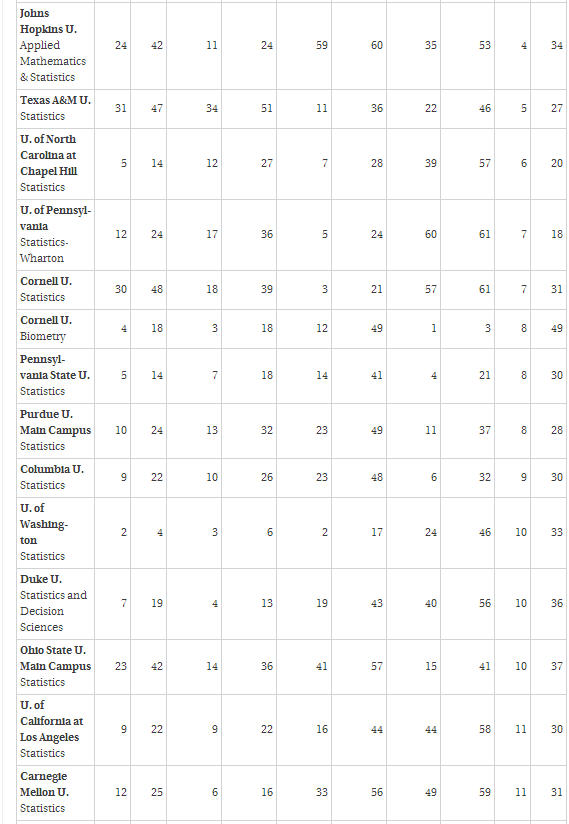 Johns
Hopkins U.
Applied 24 42 11 24 59 60 35 53 4 34
Mathematics
& Statistics
Texas A&M U.
Statistics 31 47 34 51 11 36 22 46 5 27
U. of North
Carolina at
Chapel Hill 5 14 12 27 7 28 39 57 6 20
Statistics
U. of Pennsyl-
vania
Statistics- 12 24 17 36 5 24 60 61 7 18
Wharton
Cornell U.
Statistics 30 48 18 39 3 21 57 61 7 31
Cornell U.
Biometry 4 18 3 18 12 49 1 3 8 49
Pennsyl-
vania State U. 5 14 7 18 14 41 4 21 8 30
Statistics
Purdue U.
Main Campus 10 24 13 32 23 49 11 37 8 28
Statistics
Columbia U.
Statistics 9 22 10 26 23 48 6 32 9 30
U. of
Washing-
ton 2 4 3 6 2 17 24 46 10 33
Statistics
Duke U.
Statistics and 7 19 4 13 19 43 40 56 10 36
Decision
Sciences
Ohio State U.
Main Campus 23 42 14 36 41 57 15 41 10 37
Statistics
U. of
California at
Los Angeles 9 22 9 22 16 44 44 58 11 30
Statistics
Carnegie
Mellon U. 12 25 6 16 33 56 49 59 11 31
Statistics